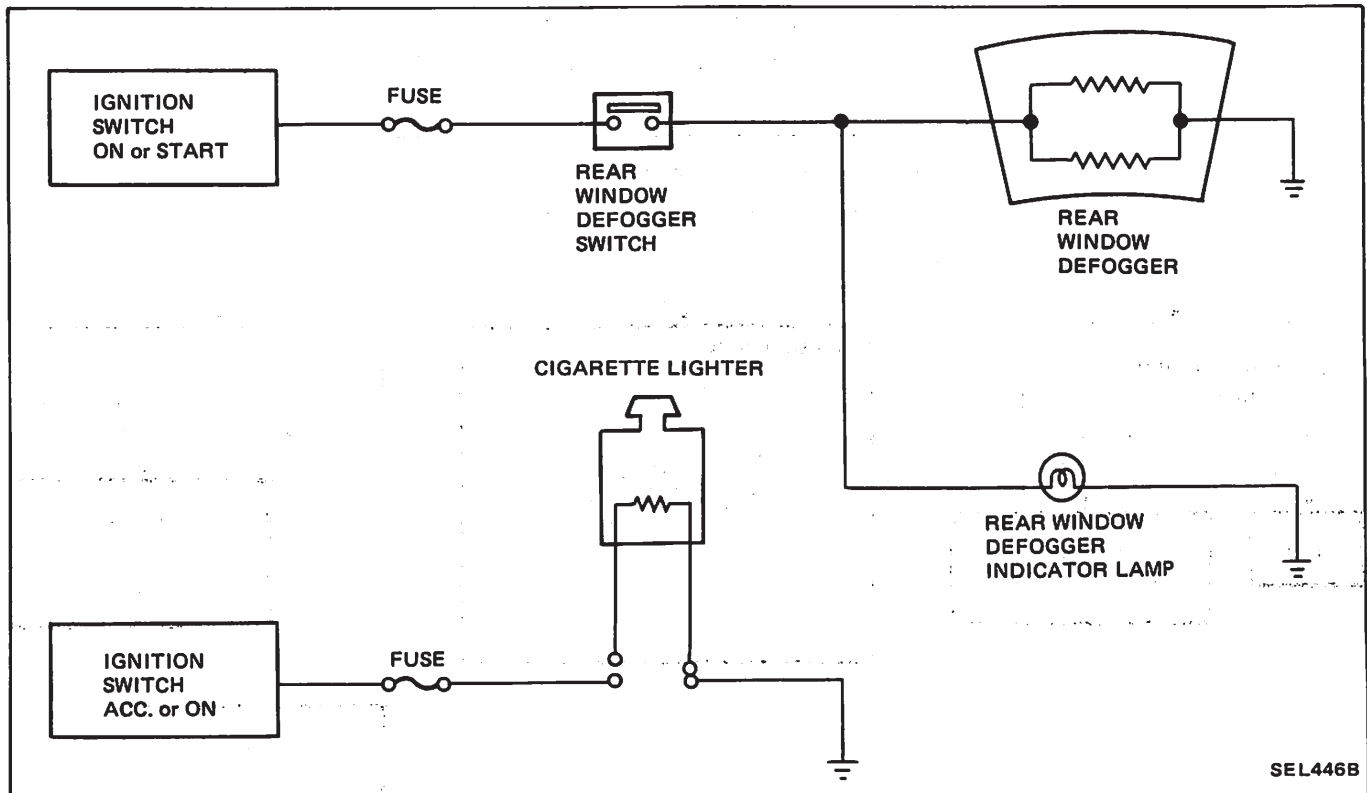 IGNITION
SWITCH
ON or START
FUSE
REAR
WINDOW
DEFOGGER
SWITCH
REAR
WINDOW
DEFOGGER
CIGARETTE LIGHTER
REAR WINDOW
DEFOGGER
INDICATOR LAMP
IGNITION
SWITCH
ACC. or ON
FUSE
SEL446B